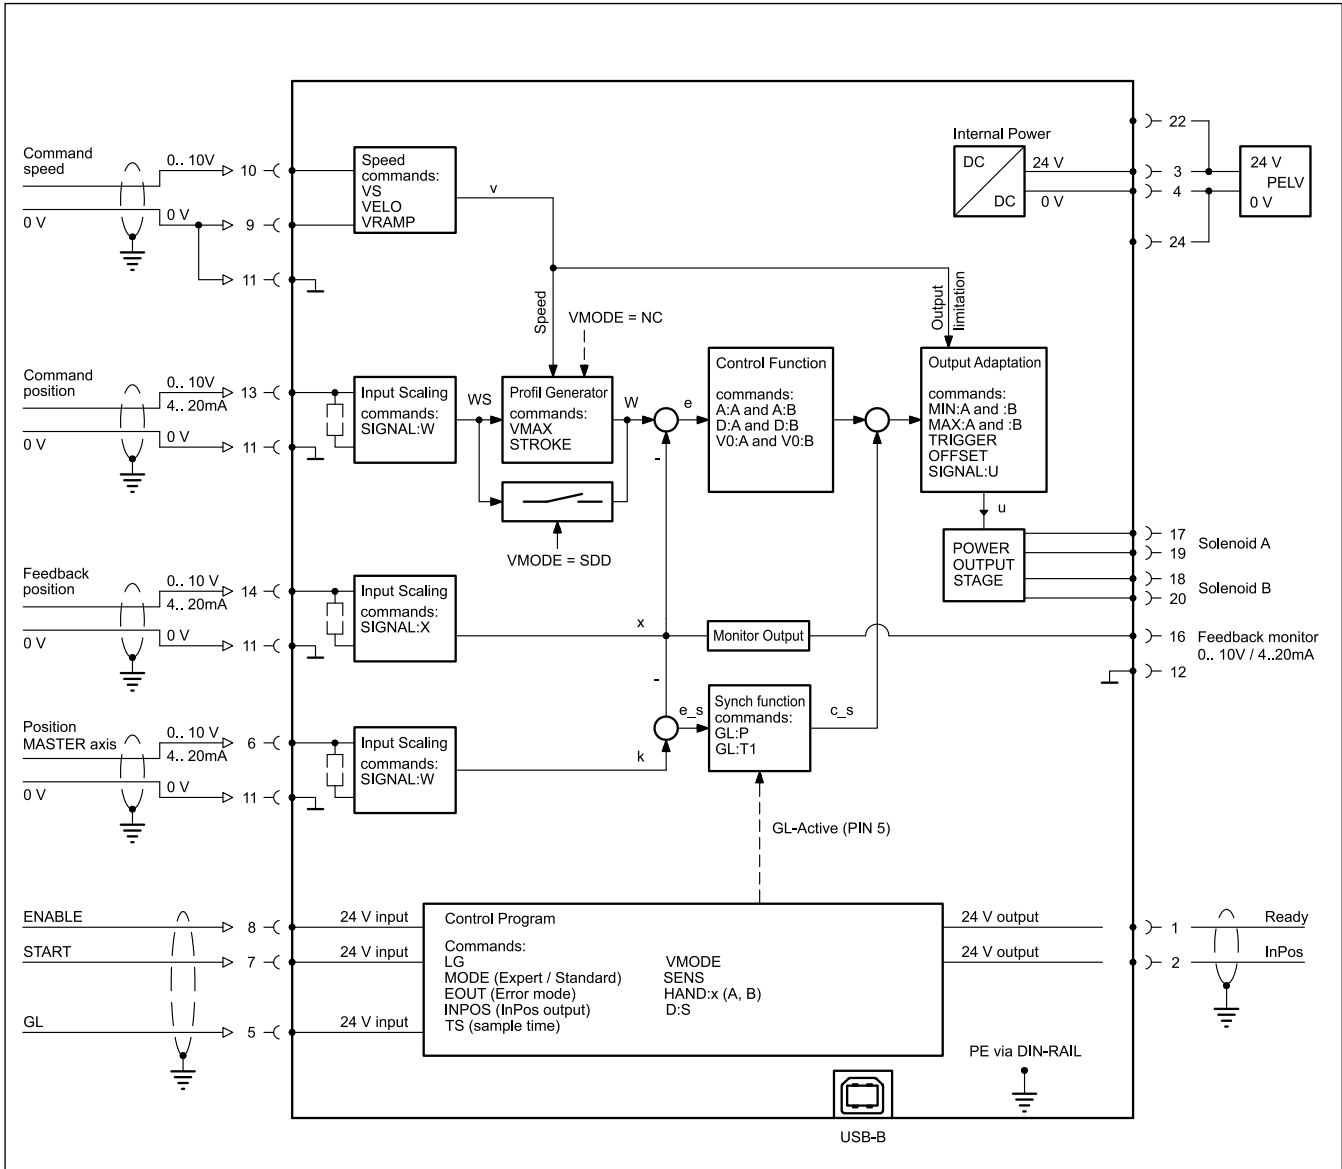 Command
speed
0.. 10V
10
0 V
0 V
9
11
Speed
commands:
VS
VELO
VRAMP
v
Internal Power
DC
DC
24 V
0 V
22
3
4
24
24 V
PELV
0 V
Speed
VMODE = NC
Output
limitation
Command
position
0.. 10V
13
4.. 20mA
0 V
0 V
11
Input Scaling
commands:
SIGNAL:W
WS
Profil Generator
commands:
VMAX
STROKE
W
e
-
Control Function
commands:
A:A and A:B
D:A and D:B
V0:A and V0:B
Output Adaptation
commands:
MIN:A and :B
MAX:A and :B
TRIGGER
OFFSET
SIGNAL:U
u
VMODE = SDD
POWER
OUTPUT
STAGE
17
19
Solenoid A
18
20
Solenoid B
Feedback
position
0.. 10 V
14
4.. 20mA
0 V
0 V
11
Input Scaling
commands:
SIGNAL:X
x
-
Monitor Output
16
Feedback monitor
0.. 10V / 4..20mA
12
Position
MASTER axis
0.. 10 V
6
4.. 20mA
0 V
0 V
11
Input Scaling
commands:
SIGNAL:W
k
e_s
Synch function
commands:
GL:P
GL:T1
c_s
GL-Active (PIN 5)
ENABLE
8
24 V input
START
7
24 V input
GL
5
24 V input
Control Program
Commands:
LG
MODE (Expert / Standard)
EOUT (Error mode)
INPOS (InPos output)
TS (sample time)
VMODE
SENS
HAND:x (A, B)
D:S
24 V output
1
Ready
24 V output
2
InPos
PE via DIN-RAIL
USB-B